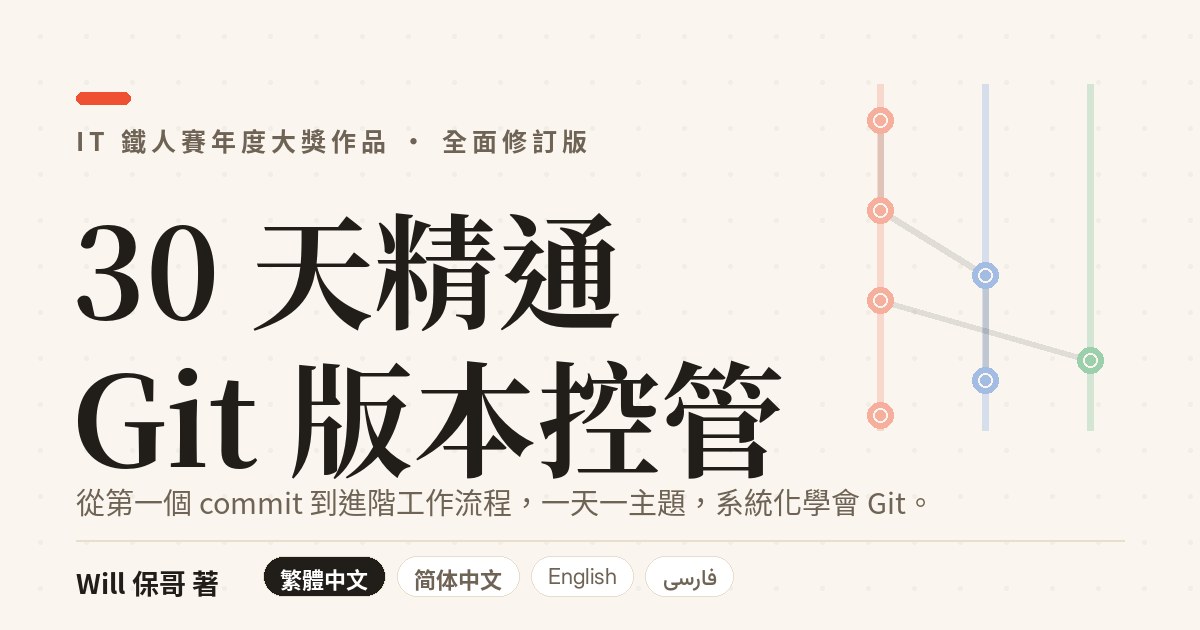 IT 鐵人賽年度大獎作品 · 全面修訂版
30 天精通
Git 版本控管
從第一個 commit 到進階工作流程，一天一主題，系統化學會 Git。
Will 保哥 著 繁體中文 简体中文 English فارسی